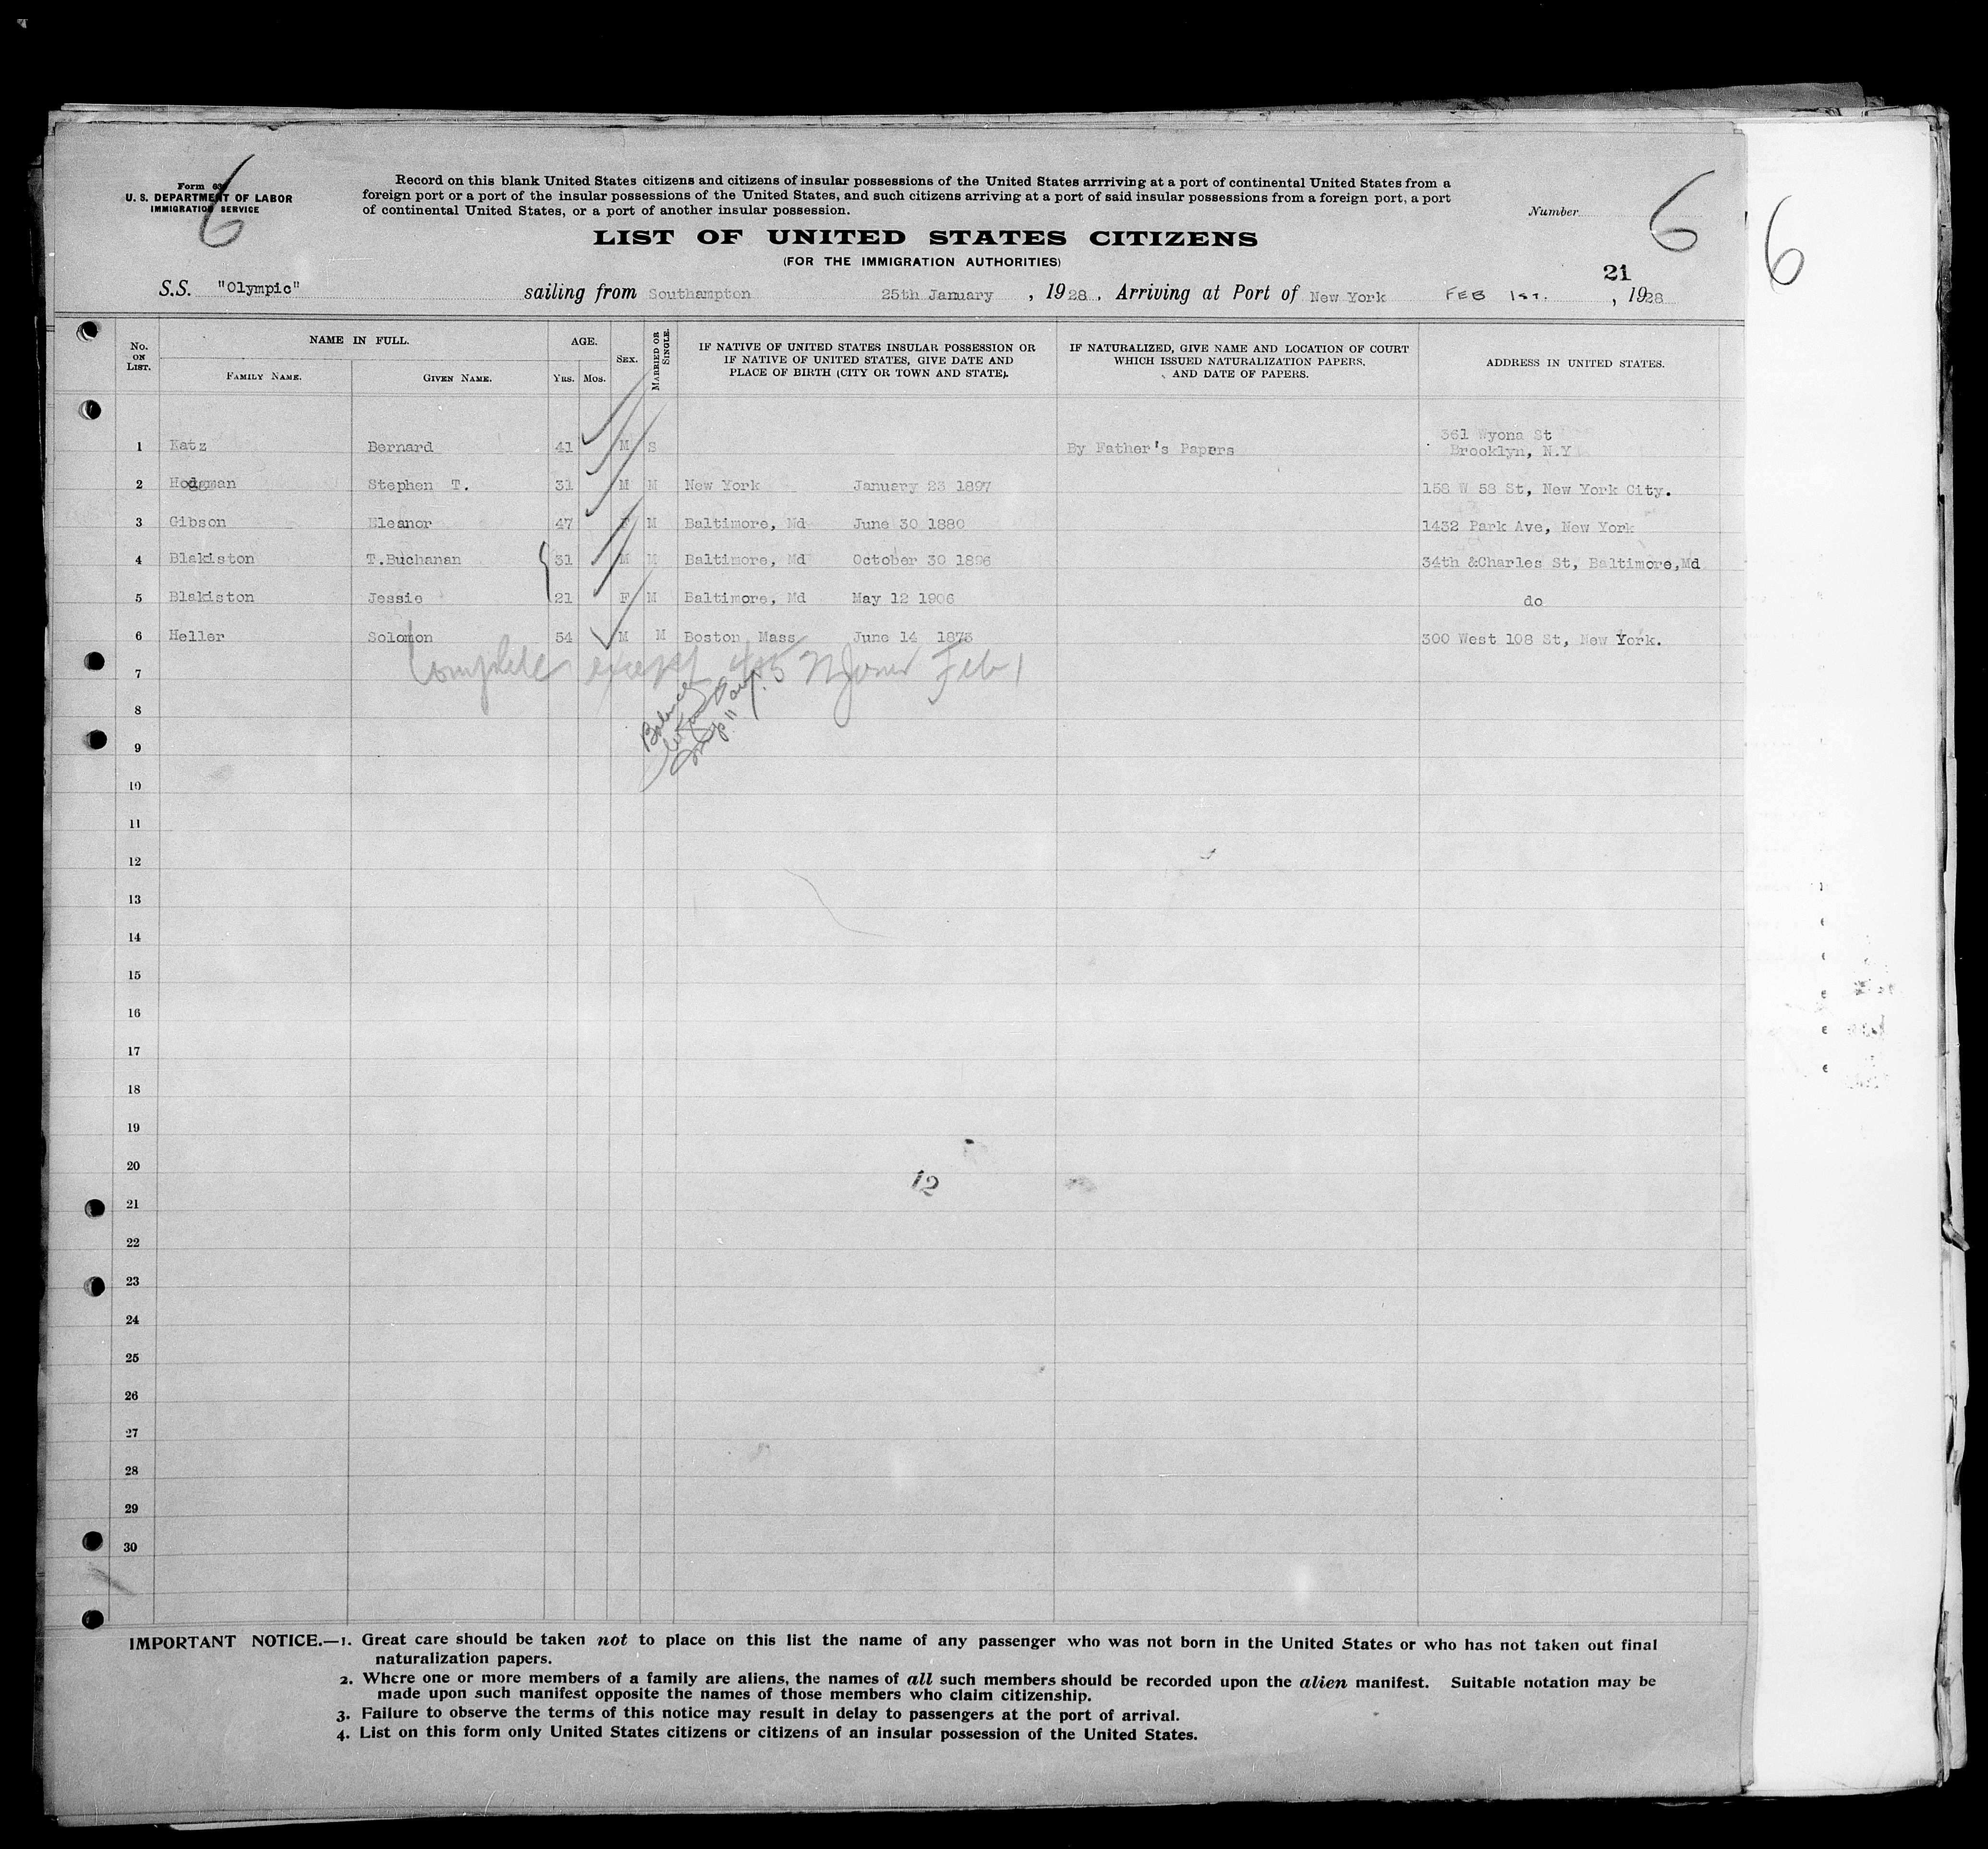 6
Form 630
U. S. DEPARTMENT OF LABOR
IMMIGRATION SERVICE
Record on this blank United States citizens and citizens of insular possessions of the United States arrriving at a port of continental United States from a
foreign port or a port of the insular possessions of the United States, and such citizens arriving at a port of said insular possessions from a foreign port, a port
of continental United States, or a port of another insular possession.
Number 6
6
LIST OF UNITED STATES CITIZENS
(FOR THE IMMIGRATION AUTHORITIES)
21
S.S. "Olympic" sailing from Southampton 25th January , 1928. Arriving at Port of New York FEB 1ST. , 1928
No. ON LIST. NAME IN FULL. FAMILY NAME. GIVEN NAME. AGE. YRS. MOS. SEX. MARRIED OR SINGLE. IF NATIVE OF UNITED STATES INSULAR POSSESSION OR IF NATIVE OF UNITED STATES, GIVE DATE AND PLACE OF BIRTH (CITY OR TOWN AND STATE). IF NATURALIZED, GIVE NAME AND LOCATION OF COURT WHICH ISSUED NATURALIZATION PAPERS, AND DATE OF PAPERS. ADDRESS IN UNITED STATES.
1 Katz Bernard 41 M S By Father's Papers 361 Wyona St Brooklyn, N.Y
2 Hodgman Stephen T. 31 M M New York January 23 1897 158 W 58 St, New York City.
3 Gibson Eleanor 47 F M Baltimore, Md June 30 1880 1432 Park Ave, New York
4 Blakiston T.Buchanan 31 M M Baltimore, Md October 30 1896 34th &Charles St, Baltimore,Md
5 Blakiston Jessie 21 F M Baltimore, Md May 12 1906 do
6 Heller Solomon 54 M M Boston Mass June 14 1873 300 West 108 St, New York.
Complete except 4&5 Feb 1
7
8
9
10
11
12
13
14
15
16
17
18
19
20
12
21
22
23
24
25
26
27
28
29
30
IMPORTANT NOTICE.—1. Great care should be taken not to place on this list the name of any passenger who was not born in the United States or who has not taken out final
naturalization papers.
2. Where one or more members of a family are aliens, the names of all such members should be recorded upon the alien manifest. Suitable notation may be
made upon such manifest opposite the names of those members who claim citizenship.
3. Failure to observe the terms of this notice may result in delay to passengers at the port of arrival.
4. List on this form only United States citizens or citizens of an insular possession of the United States.